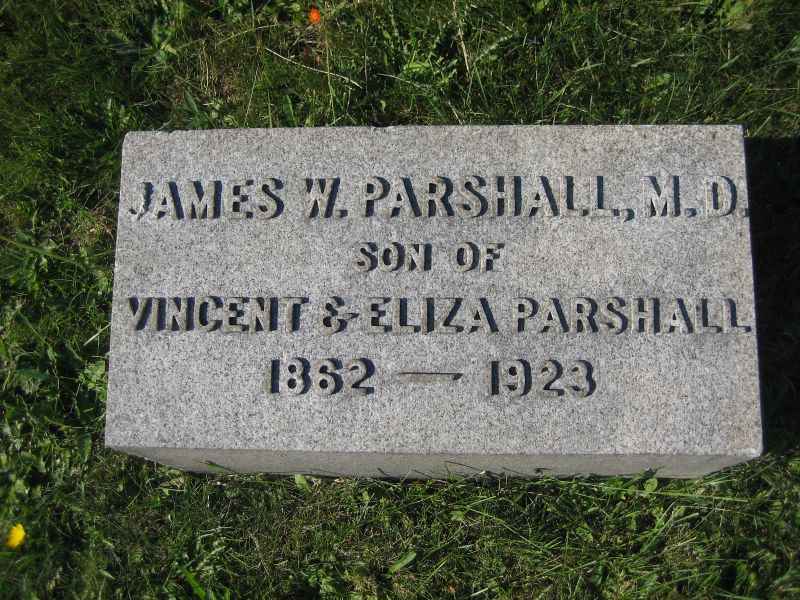 JAMES W. PARSHALL, M.D.
SON OF
VINCENT & ELIZA PARSHALL
1862 — 1923